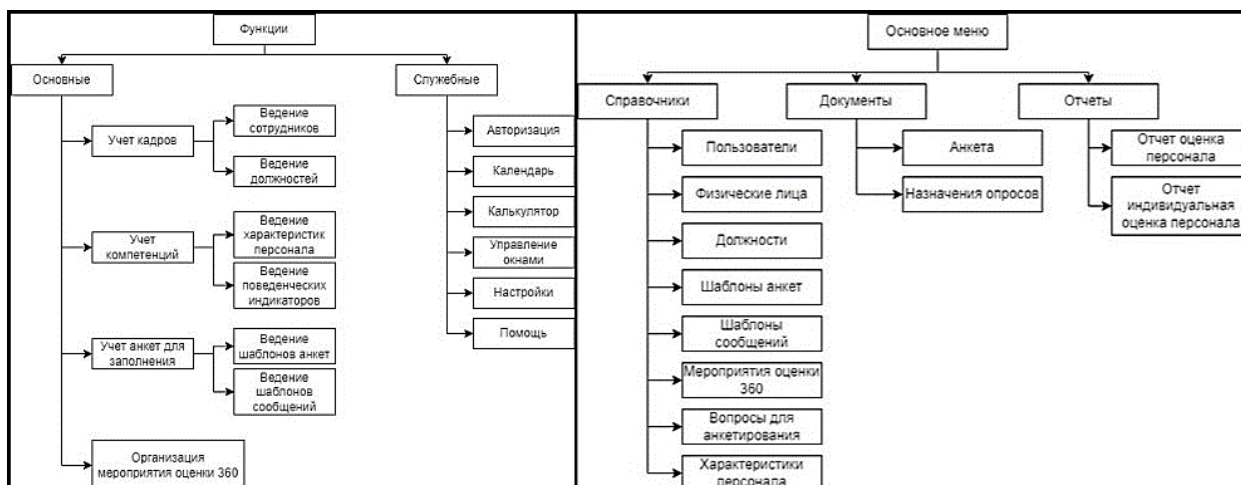 Функции
Основные
Служебные
Учет кадров
Ведение
сотрудников
Ведение
должностей
Учет
компетенций
Ведение
характеристик
персонала
Ведение
поведенческих
индикаторов
Учет анкет для
заполнения
Ведение
шаблонов анкет
Ведение
шаблонов
сообщений
Организация
мероприятия оценки 360
Авторизация
Календарь
Калькулятор
Управление
окнами
Настройки
Помощь
Основное меню
Справочники
Документы
Отчеты
Пользователи
Физические лица
Должности
Шаблоны анкет
Шаблоны
сообщений
Мероприятия оценки
360
Вопросы для
анкетирования
Характеристики
персонала
Анкета
Назначения опросов
Отчет оценка
персонала
Отчет
индивидуальная
оценка персонала